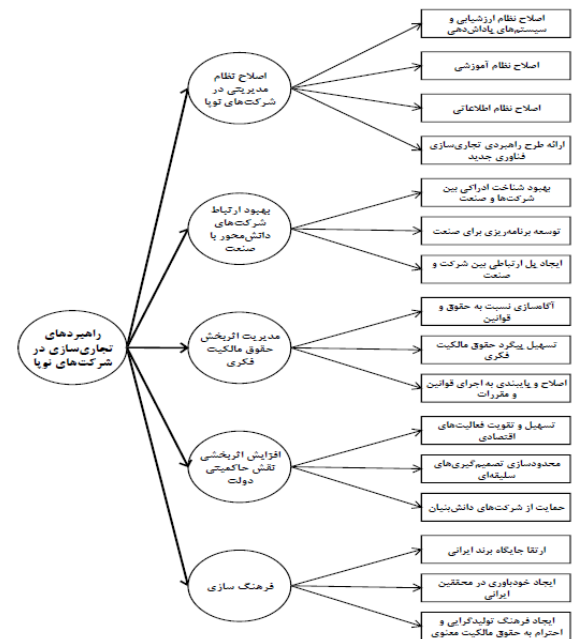 راهبردهای
تجاری‌سازی در
شرکت‌های نوپا
اصلاح نظام
مدیریتی در
شرکت‌های نوپا
اصلاح نظام ارزشیابی و
سیستم‌های پاداش‌دهی
اصلاح نظام آموزشی
اصلاح نظام اطلاعاتی
ارائه طرح راهبردی تجاری‌سازی
فناوری جدید
بهبود ارتباط
شرکت‌های
دانش‌محور با
صنعت
بهبود شناخت ادراکی بین
شرکت‌ها و صنعت
توسعه برنامه‌ریزی برای صنعت
ایجاد پل ارتباطی بین شرکت و
صنعت
مدیریت اثربخش
حقوق مالکیت
فکری
آگاه‌سازی نسبت به حقوق و
قوانین
تسهیل پیگرد حقوق مالکیت
فکری
اصلاح و پایبندی به اجرای قوانین
و مقررات
افزایش اثربخشی
نقش حاکمیتی
دولت
تسهیل و تقویت فعالیت‌های
اقتصادی
محدودسازی تصمیم‌گیری‌های
سلیقه‌ای
حمایت از شرکت‌های دانش‌بنیان
فرهنگ سازی
ارتقا جایگاه برند ایرانی
ایجاد خودباوری در محققین
ایرانی
ایجاد فرهنگ تولیدگرایی و
احترام به حقوق مالکیت معنوی